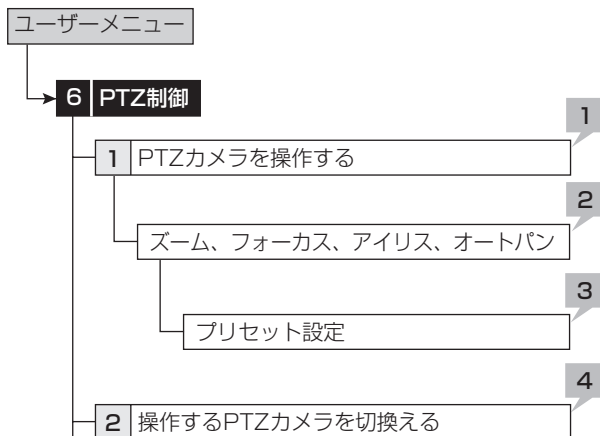 ユーザーメニュー
6 PTZ制御
1
1 PTZカメラを操作する
2
ズーム、フォーカス、アイリス、オートパン
3
プリセット設定
4
2 操作するPTZカメラを切換える